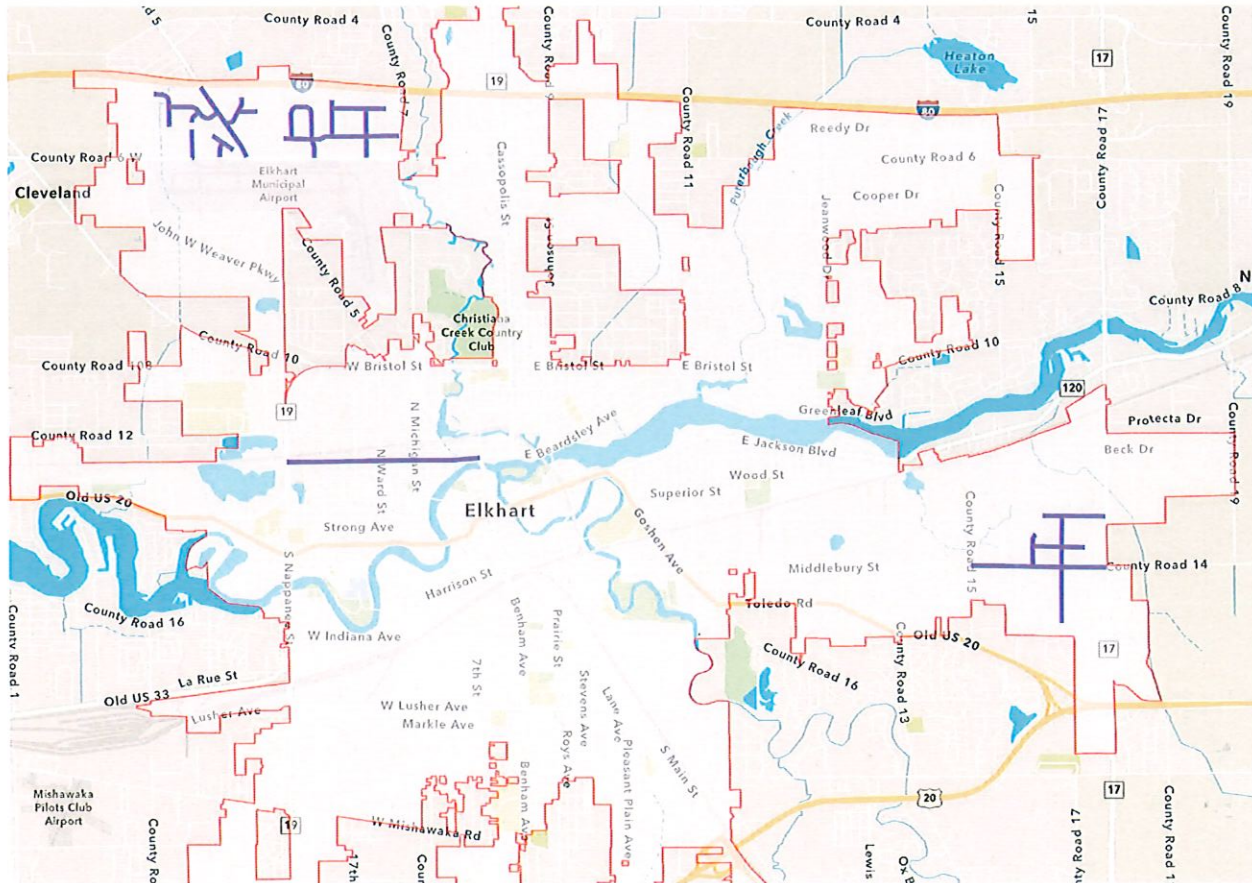 County Road 4
County Road 4
County Road 7
19
County Road 9
Heaton
Lake
17
County Road 19
80
80
County Road 11
Puterbaugh Creek
Reedy Dr
County Road 6
County Road 17
County Road 6 W
Cleveland
Elkhart
Municipal
Airport
Cassopolis St
Cooper Dr
Jeanwood Dr
County Road 15
John W Weaver Pkwy
County Road 5
Johnson St
N
County Road 8
Christiana
Creek Country
Club
County Road 10
County Road 10
W Bristol St
E Bristol St
E Bristol St
19
120
N Michigan St
Greenleaf Blvd
Protecta Dr
County Road 12
E Beardsley Ave
E Jackson Blvd
Beck Dr
County Road 19
N Ward St
Wood St
Superior St
Old US 20
Elkhart
Strong Ave
Goshen Ave
County Road 15
S Nappanee St
Harrison St
Middlebury St
County Road 14
County Road 16
Toledo Rd
County Road 1
W Indiana Ave
Benham Ave
Prairie St
Old US 20
17
County Road 16
County Road 13
La Rue St
Old US 33
Lusher Ave
7th St
W Lusher Ave
Markle Ave
Stevens Ave
Lane Ave
Roys Ave
Pleasant Plain Ave
S Main St
Mishawaka
Pilots Club
Airport
Benham Ave
20
17
19
W Mishawaka Rd
17th
Lewis